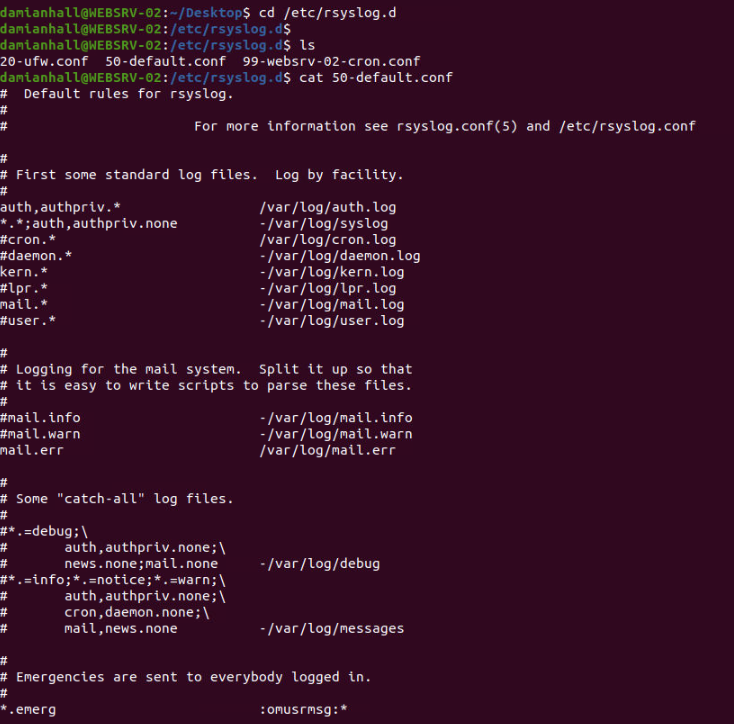 damianhall@WEBSRV-02:~/Desktop$ cd /etc/rsyslog.d
damianhall@WEBSRV-02:/etc/rsyslog.d$
damianhall@WEBSRV-02:/etc/rsyslog.d$ ls
20-ufw.conf  50-default.conf  99-websrv-02-cron.conf
damianhall@WEBSRV-02:/etc/rsyslog.d$ cat 50-default.conf
#  Default rules for rsyslog.
#
#                       For more information see rsyslog.conf(5) and /etc/rsyslog.conf

#
# First some standard log files.  Log by facility.
#
auth,authpriv.*                 /var/log/auth.log
*.*;auth,authpriv.none          -/var/log/syslog
#cron.*                         /var/log/cron.log
#daemon.*                       -/var/log/daemon.log
kern.*                          -/var/log/kern.log
#lpr.*                          -/var/log/lpr.log
mail.*                          -/var/log/mail.log
#user.*                         -/var/log/user.log

#
# Logging for the mail system.  Split it up so that
# it is easy to write scripts to parse these files.
#
#mail.info                      -/var/log/mail.info
#mail.warn                      -/var/log/mail.warn
mail.err                        /var/log/mail.err

#
# Some "catch-all" log files.
#
#*.=debug;\
#       auth,authpriv.none;\
#       news.none;mail.none     -/var/log/debug
#*.=info;*.=notice;*.=warn;\
#       auth,authpriv.none;\
#       cron,daemon.none;\
#       mail,news.none          -/var/log/messages

#
# Emergencies are sent to everybody logged in.
#
*.emerg                         :omusrmsg:*